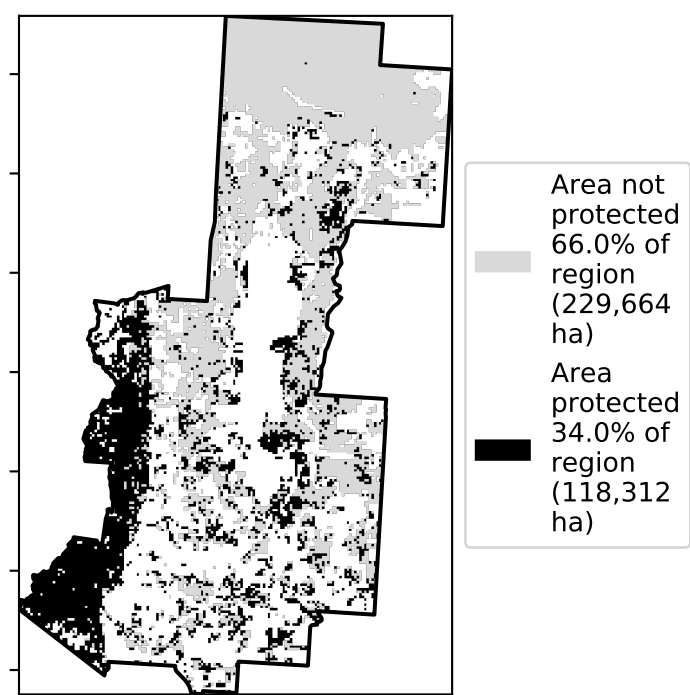 Area not
protected
66.0% of
region
(229,664
ha)
Area
protected
34.0% of
region
(118,312
ha)